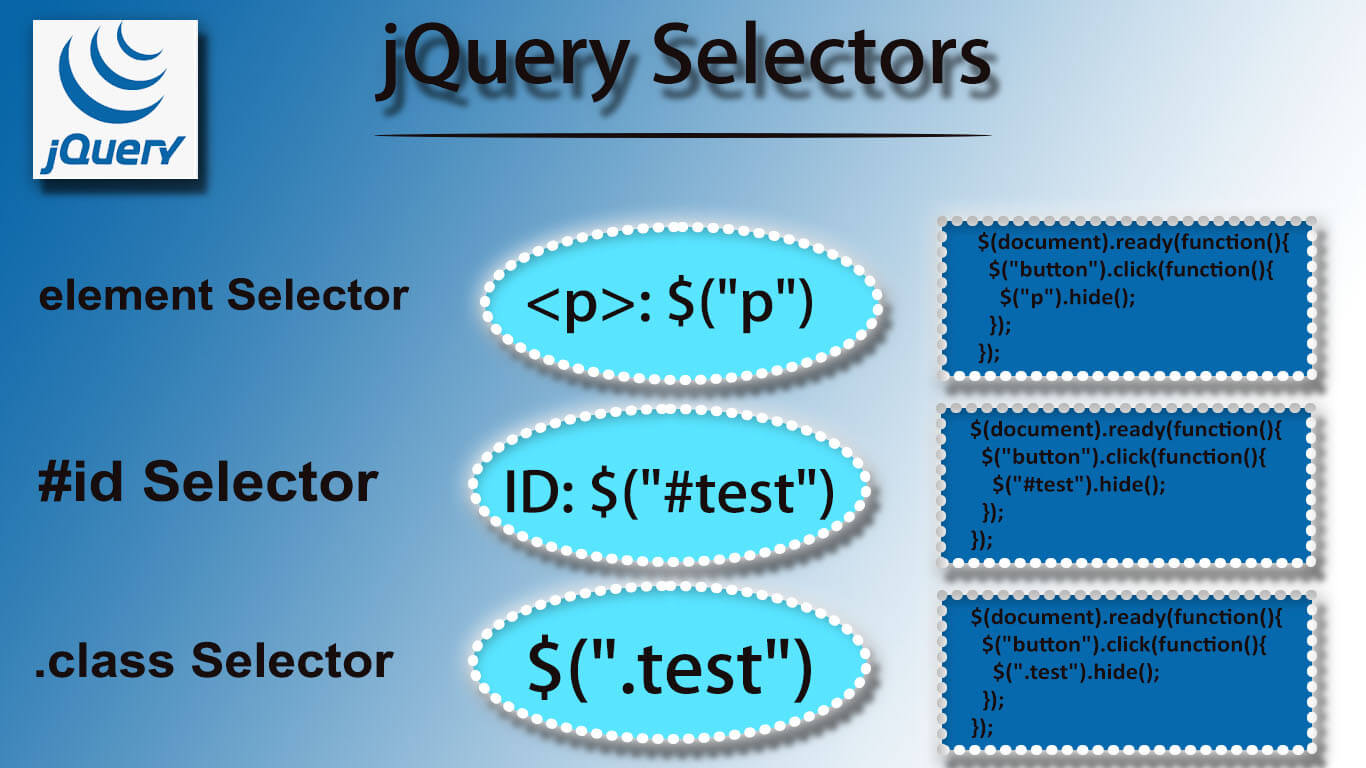 jQuery
jQuery Selectors
element Selector
<p>: $("p")
$(document).ready(function(){
$("button").click(function(){
$("p").hide();
});
});
#id Selector
ID: $("#test")
$(document).ready(function(){
$("button").click(function(){
$("#test").hide();
});
});
.class Selector
$(".test")
$(document).ready(function(){
$("button").click(function(){
$(".test").hide();
});
});